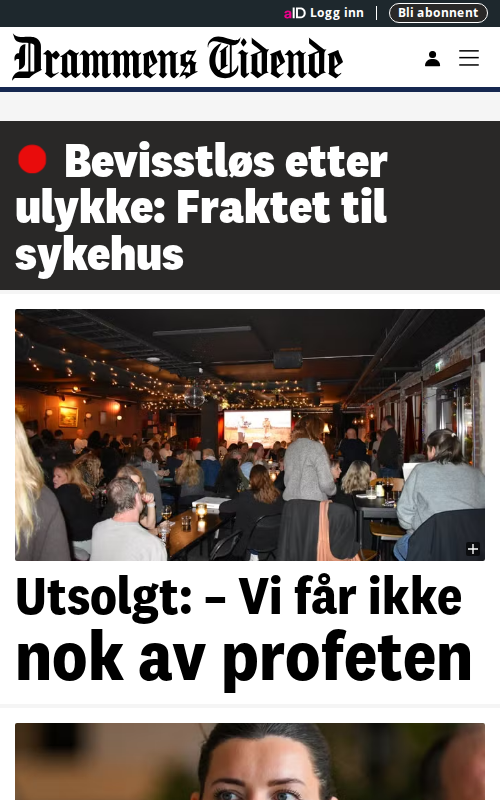 aID Logg inn
Bli abonnent
Drammens Tidende
Bevisstløs etter
ulykke: Fraktet til
sykehus
Utsolgt: – Vi får ikke
nok av profeten